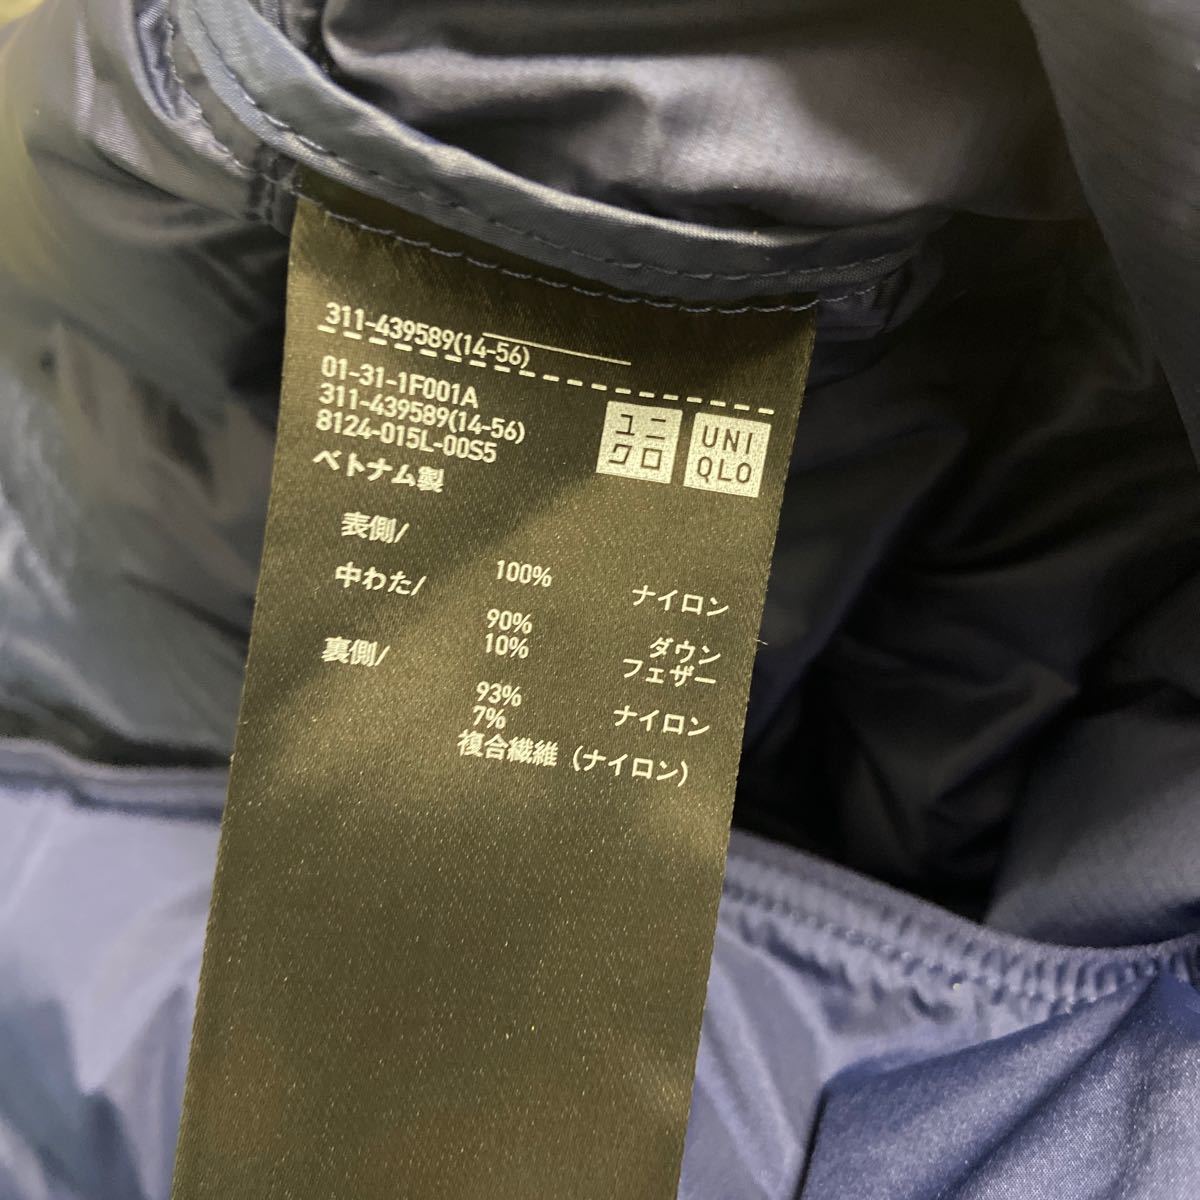 311-439589(14-56)
01-31-1F001A
311-439589(14-56)
8124-015L-00S5
ベトナム製
ユニ
クロ
UNI
QLO
表側/
100% ナイロン
中わた/
90% ダウン
10% フェザー
裏側/
93% ナイロン
7%
複合繊維 (ナイロン)